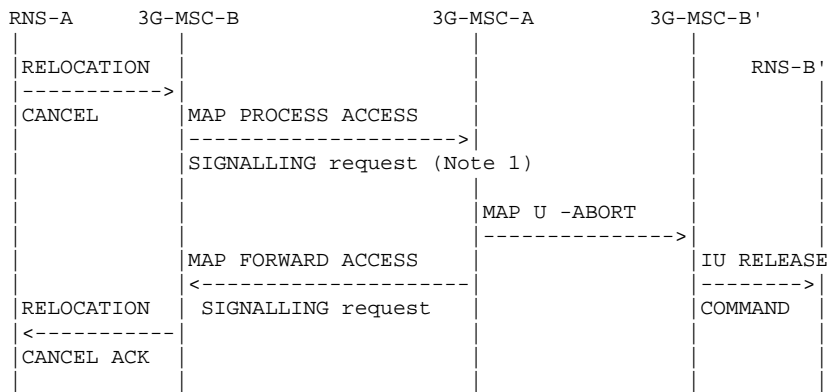 RNS-A 3G-MSC-B 3G-MSC-A 3G-MSC-B'
RELOCATION RNS-B'
CANCEL MAP PROCESS ACCESS
SIGNALLING request (Note 1)
MAP U -ABORT
MAP FORWARD ACCESS IU RELEASE
RELOCATION SIGNALLING request COMMAND
CANCEL ACK